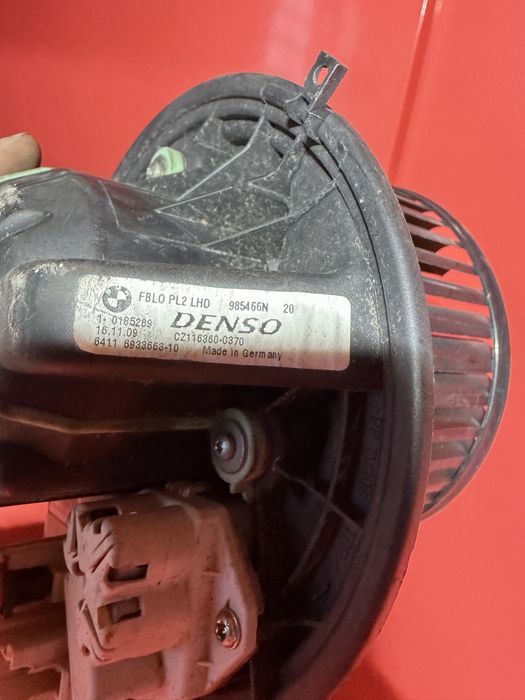 BMW
FBLO PL2 LHD 985466N 20
1+ 0185289 DENSO
16.11.09 CZ116360-0370
6411 6933663-10 Made in Germany